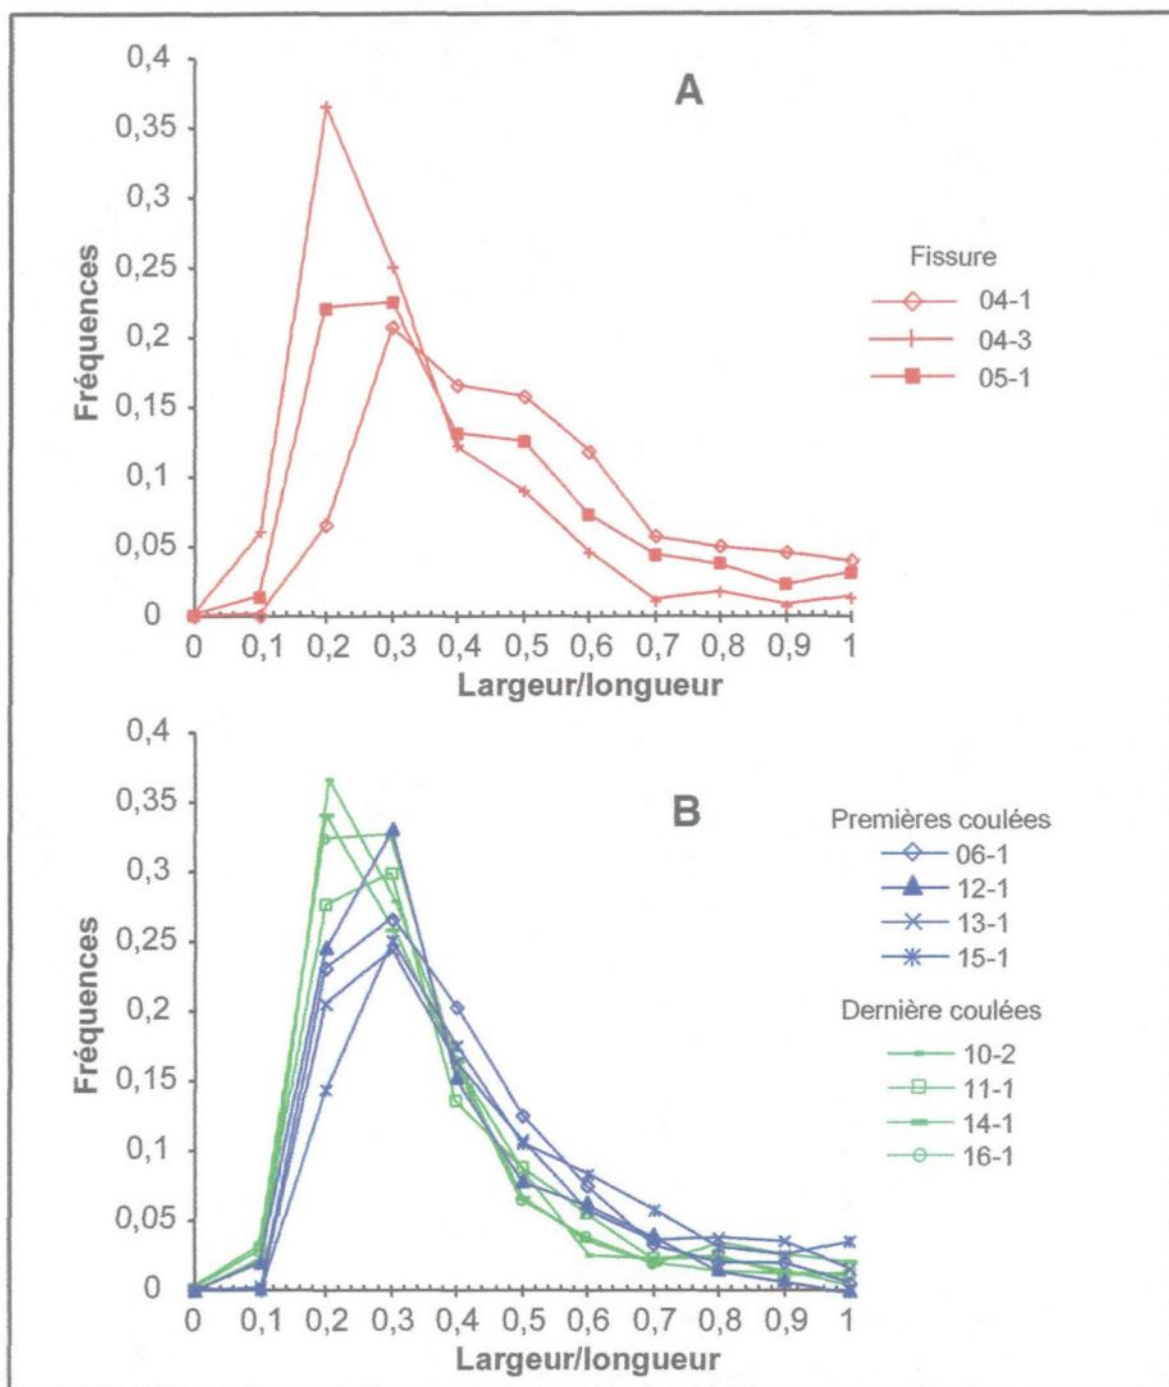 A
0,4
0,35
0,3
0,25
0,2
0,15
0,1
0,05
0
Fréquences
0 0,1 0,2 0,3 0,4 0,5 0,6 0,7 0,8 0,9 1
Largeur/longueur
Fissure
04-1
04-3
05-1
B
0,4
0,35
0,3
0,25
0,2
0,15
0,1
0,05
0
Fréquences
0 0,1 0,2 0,3 0,4 0,5 0,6 0,7 0,8 0,9 1
Largeur/longueur
Premières coulées
06-1
12-1
13-1
15-1
Dernière coulées
10-2
11-1
14-1
16-1